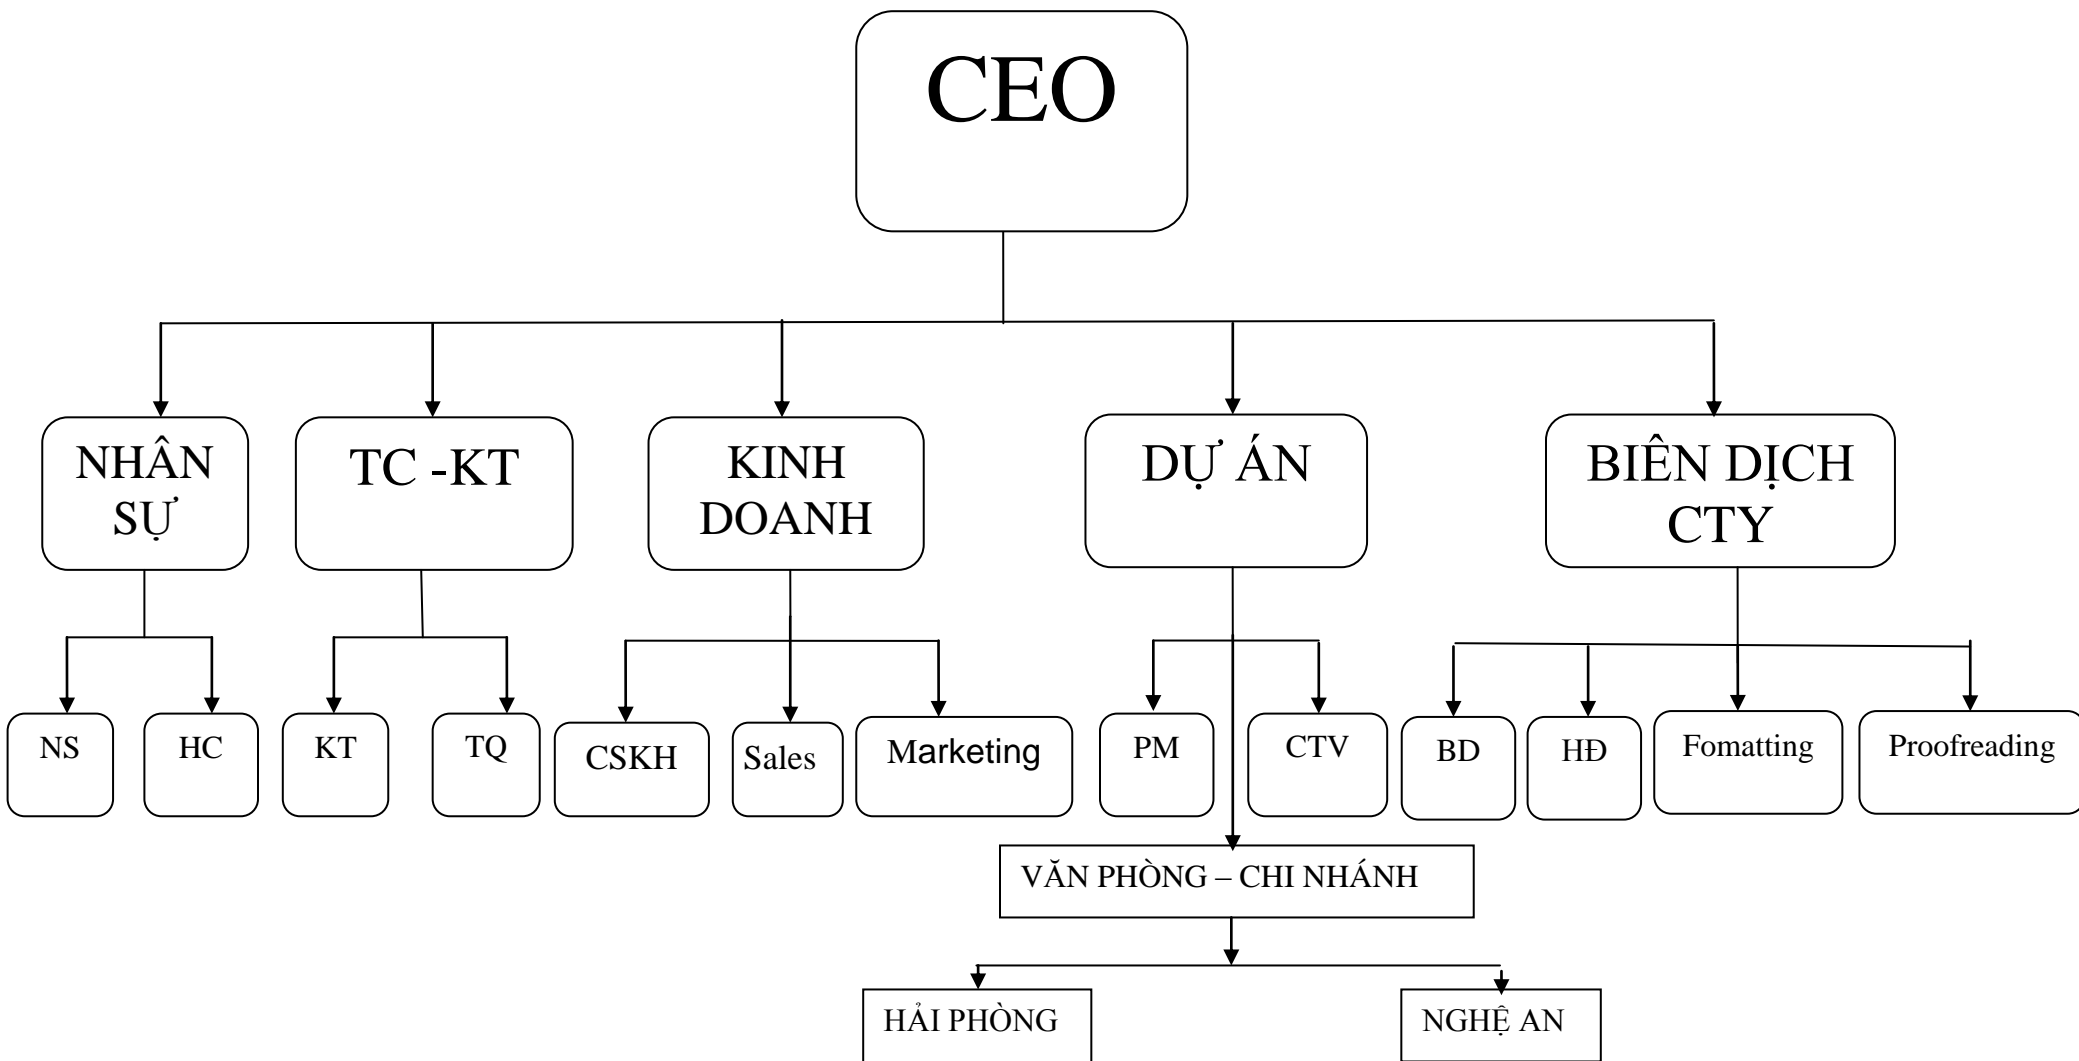 CEO
NHÂN
SỰ
TC -KT
KINH
DOANH
DỰ ÁN
BIÊN DỊCH
CTY
NS
HC
KT
TQ
CSKH
Sales
Marketing
PM
CTV
BD
HĐ
Fomatting
Proofreading
VĂN PHÒNG – CHI NHÁNH
HẢI PHÒNG
NGHỆ AN